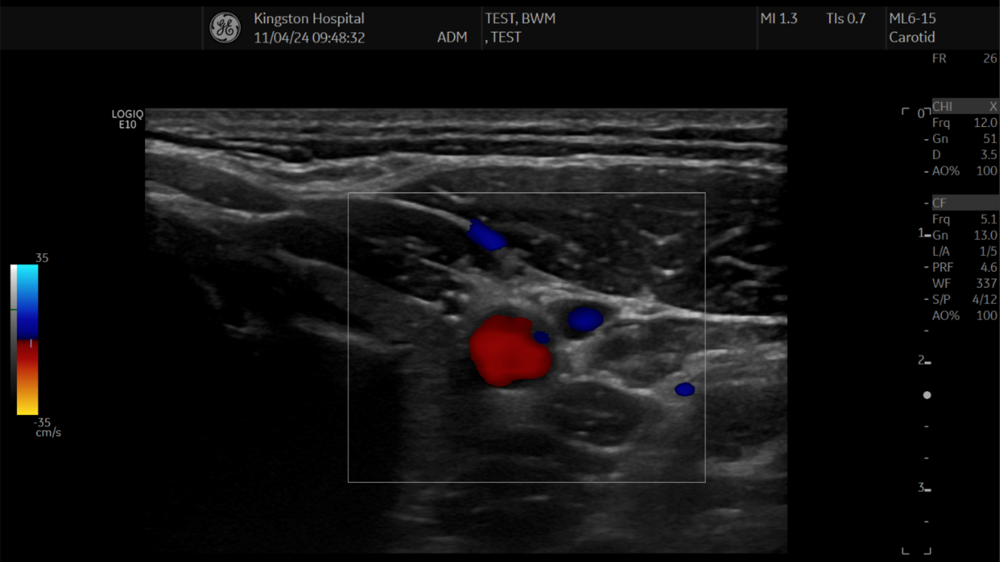 Kingston Hospital
11/04/24 09:48:32 ADM
TEST, BWM
, TEST
MI 1.3 TIs 0.7
ML6-15
Carotid
FR 26
LOGIQ
E10
CHI X
Frq 12.0
Gn 51
D 3.5
AO% 100
CF
Frq 5.1
Gn 13.0
L/A 1/5
PRF 4.6
WF 337
S/P 4/12
AO% 100
0
1
2
3
35
-35
cm/s
GE